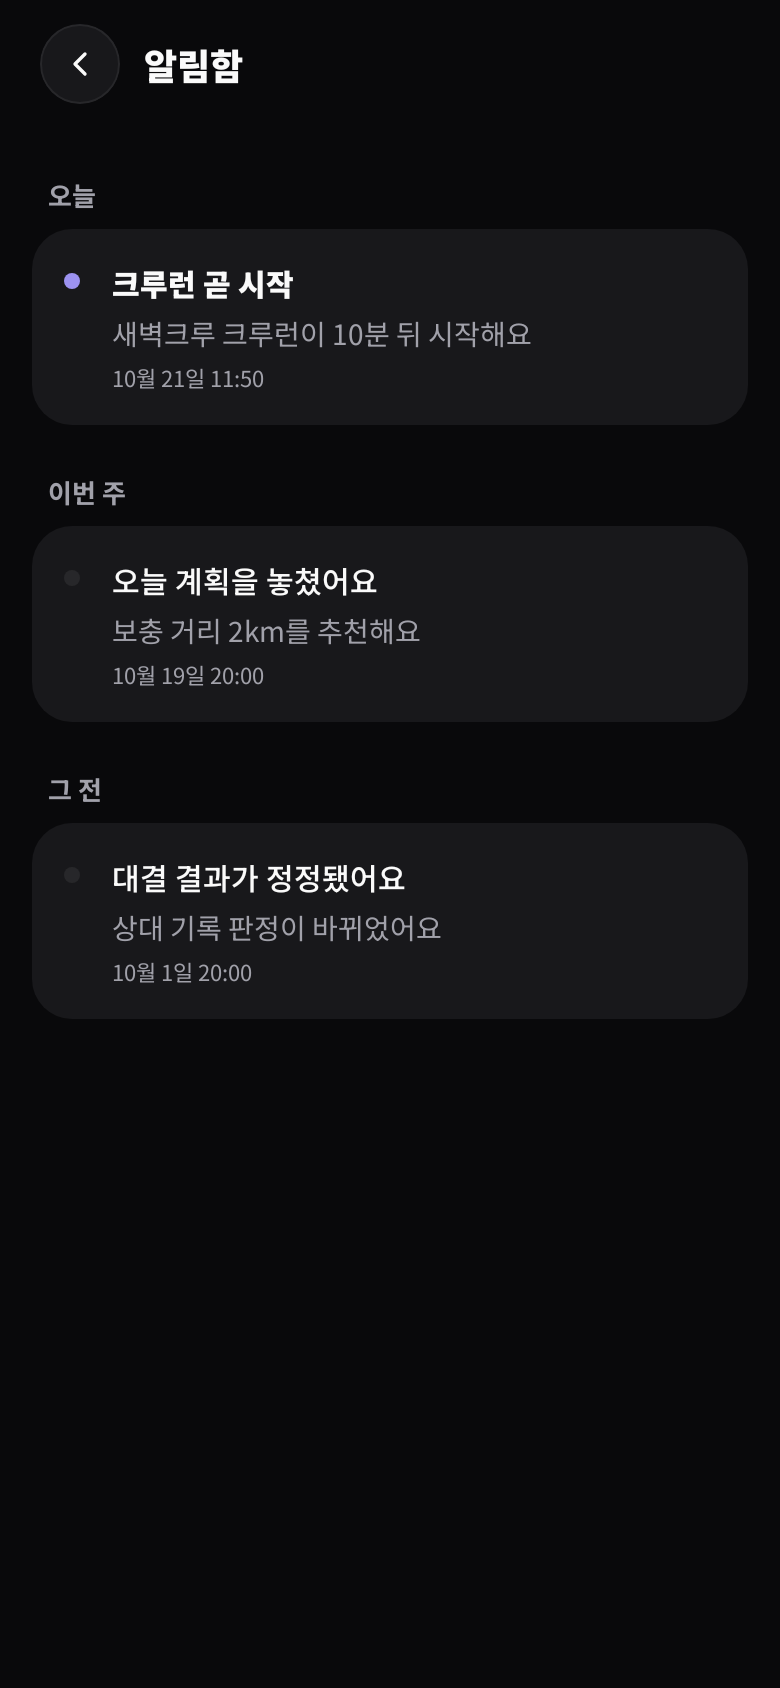 알림함
오늘
크루런 곧 시작
새벽크루 크루런이 10분 뒤 시작해요
10월 21일 11:50
이번 주
오늘 계획을 놓쳤어요
보충 거리 2km를 추천해요
10월 19일 20:00
그 전
대결 결과가 정정됐어요
상대 기록 판정이 바뀌었어요
10월 1일 20:00